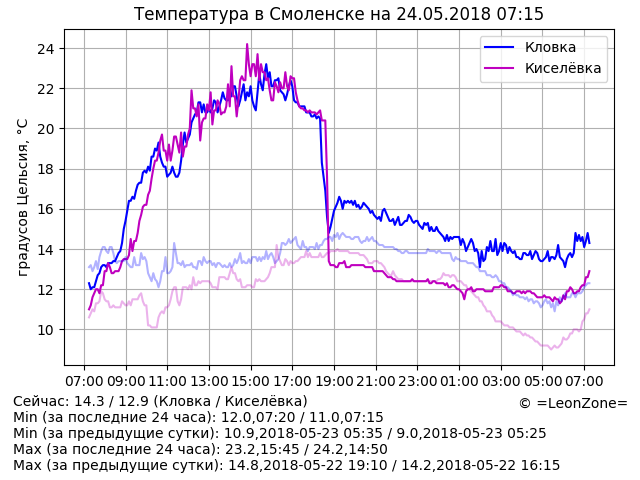 Температура в Смоленске на 24.05.2018 07:15
градусов Цельсия, °C
24
22
20
18
16
14
12
10
Кловка
Киселёвка
07:00 09:00 11:00 13:00 15:00 17:00 19:00 21:00 23:00 01:00 03:00 05:00 07:00
Сейчас: 14.3 / 12.9 (Кловка / Киселёвка)
© =LeonZone=
Min (за последние 24 часа): 12.0,07:20 / 11.0,07:15
Min (за предыдущие сутки): 10.9,2018-05-23 05:35 / 9.0,2018-05-23 05:25
Max (за последние 24 часа): 23.2,15:45 / 24.2,14:50
Max (за предыдущие сутки): 14.8,2018-05-22 19:10 / 14.2,2018-05-22 16:15